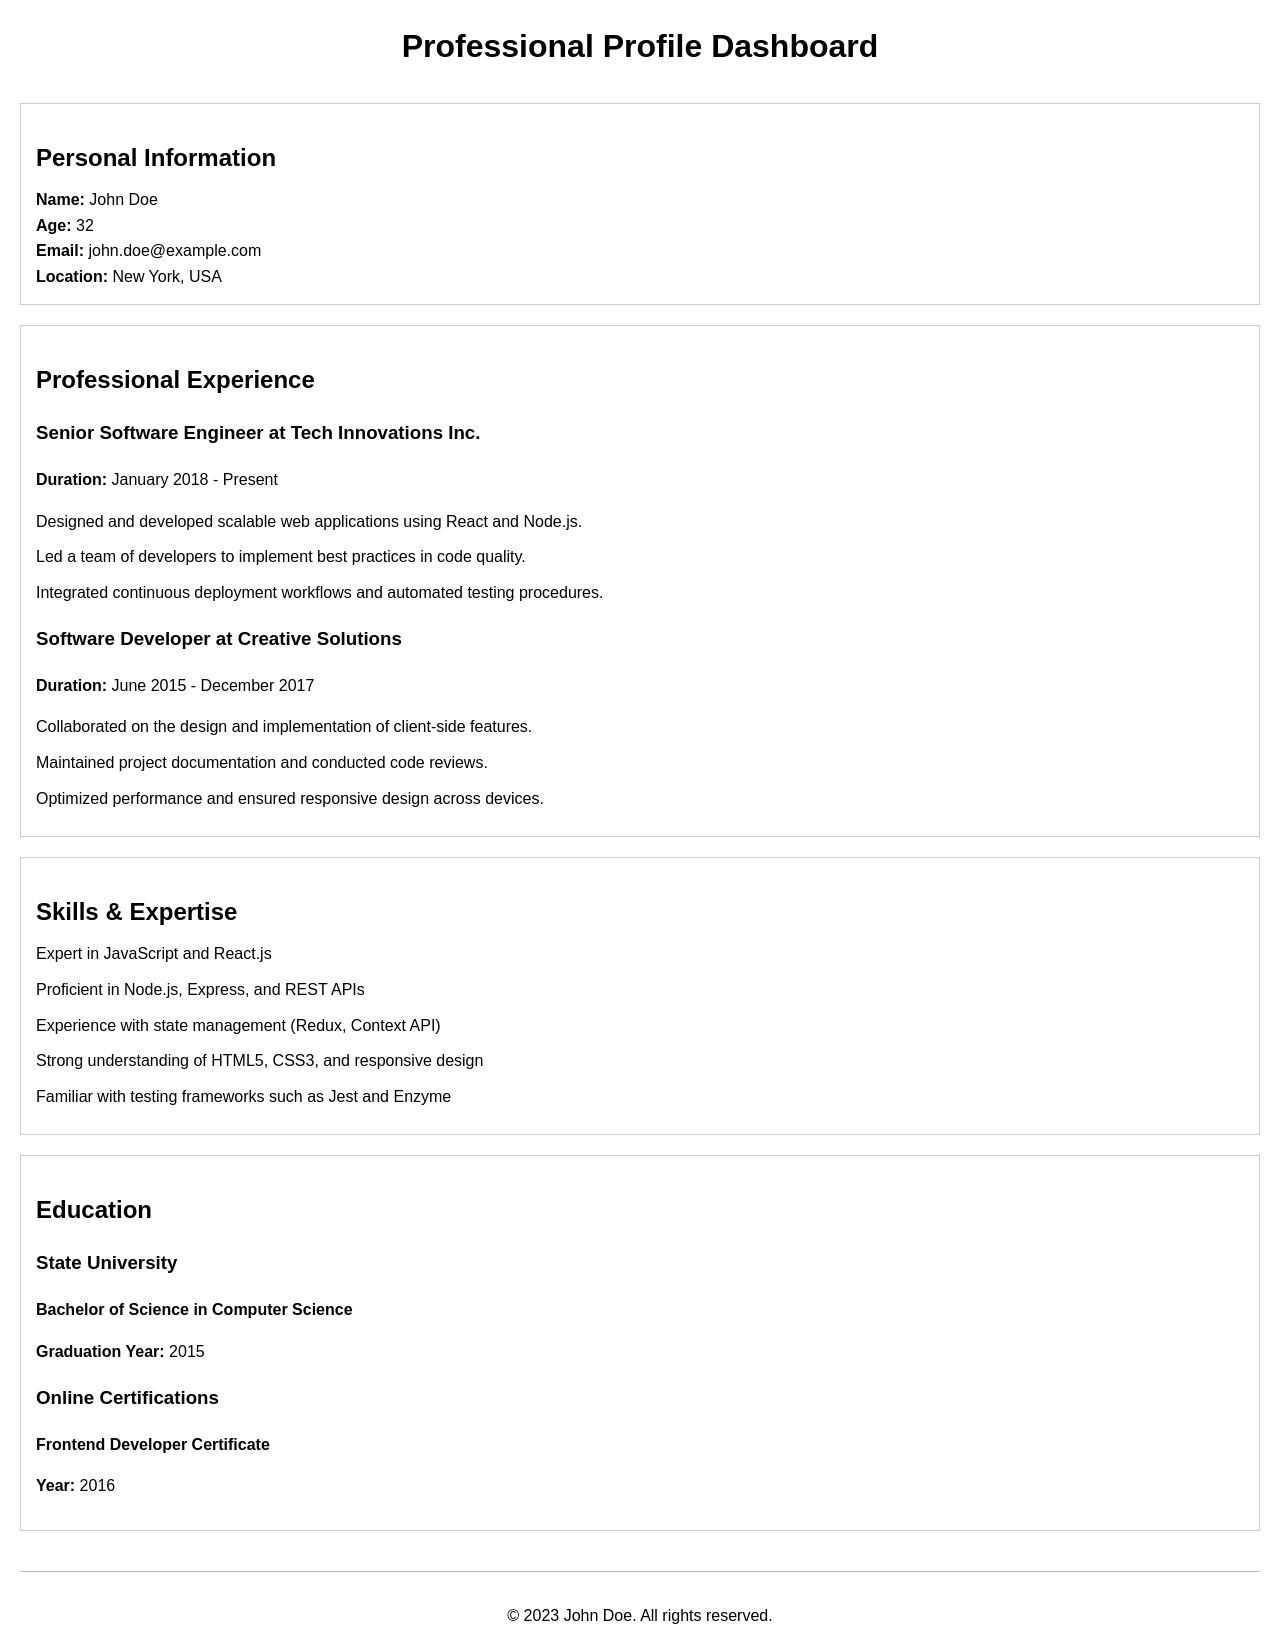 Professional Profile Dashboard
Personal Information
Name: John Doe
Age: 32
Email: john.doe@example.com
Location: New York, USA
Professional Experience
Senior Software Engineer at Tech Innovations Inc.
Duration: January 2018 - Present
Designed and developed scalable web applications using React and Node.js.
Led a team of developers to implement best practices in code quality.
Integrated continuous deployment workflows and automated testing procedures.
Software Developer at Creative Solutions
Duration: June 2015 - December 2017
Collaborated on the design and implementation of client-side features.
Maintained project documentation and conducted code reviews.
Optimized performance and ensured responsive design across devices.
Skills & Expertise
Expert in JavaScript and React.js
Proficient in Node.js, Express, and REST APIs
Experience with state management (Redux, Context API)
Strong understanding of HTML5, CSS3, and responsive design
Familiar with testing frameworks such as Jest and Enzyme
Education
State University
Bachelor of Science in Computer Science
Graduation Year: 2015
Online Certifications
Frontend Developer Certificate
Year: 2016
© 2023 John Doe. All rights reserved.